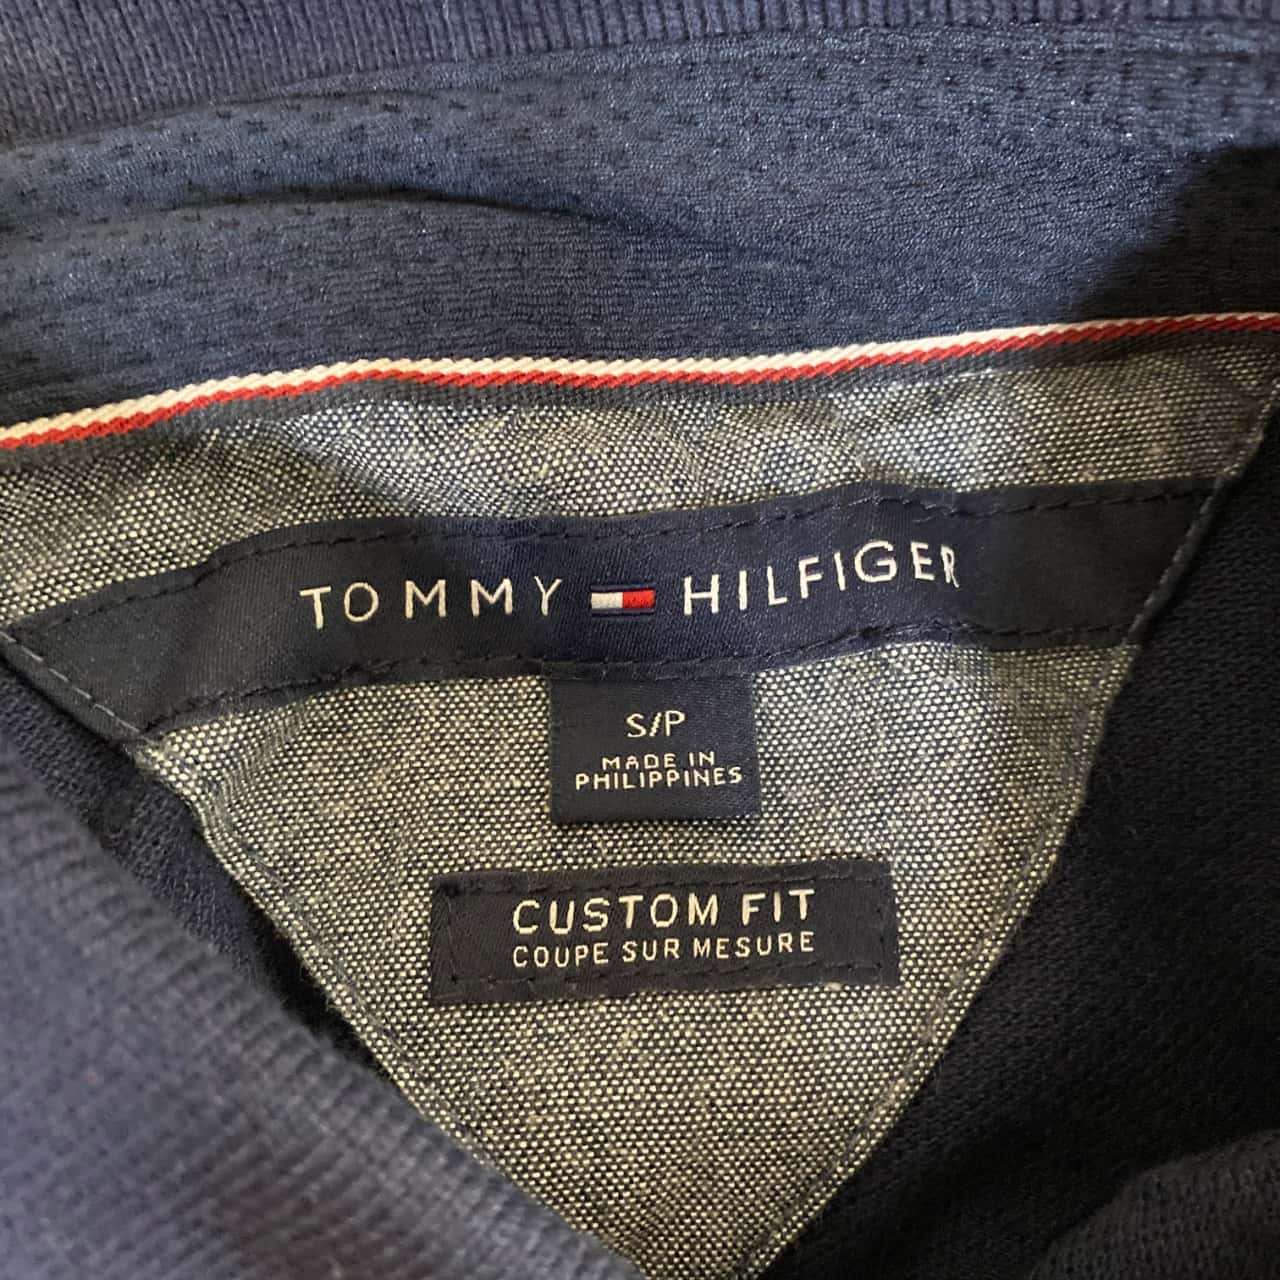 TOMMY HILFIGER
S/P
MADE IN
PHILIPPINES
CUSTOM FIT
COUPE SUR MESURE